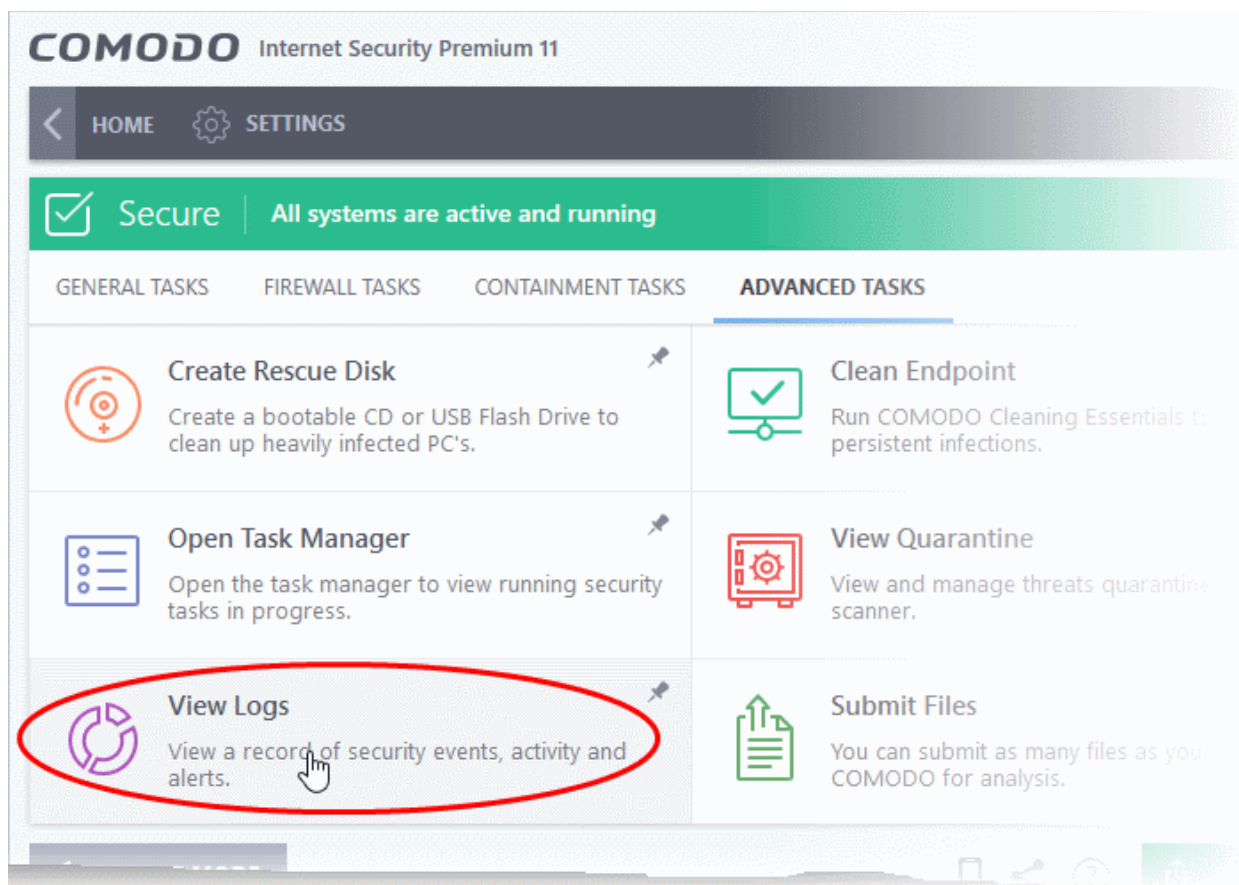 COMODO Internet Security Premium 11
HOME SETTINGS
Secure All systems are active and running
GENERAL TASKS FIREWALL TASKS CONTAINMENT TASKS ADVANCED TASKS
Create Rescue Disk
Create a bootable CD or USB Flash Drive to
clean up heavily infected PC's.
Clean Endpoint
Run COMODO Cleaning Essentials
persistent infections.
Open Task Manager
Open the task manager to view running security
tasks in progress.
View Quarantine
View and manage threats
scanner.
View Logs
View a record of security events, activity and
alerts.
Submit Files
You can submit as many files as you
COMODO for analysis.